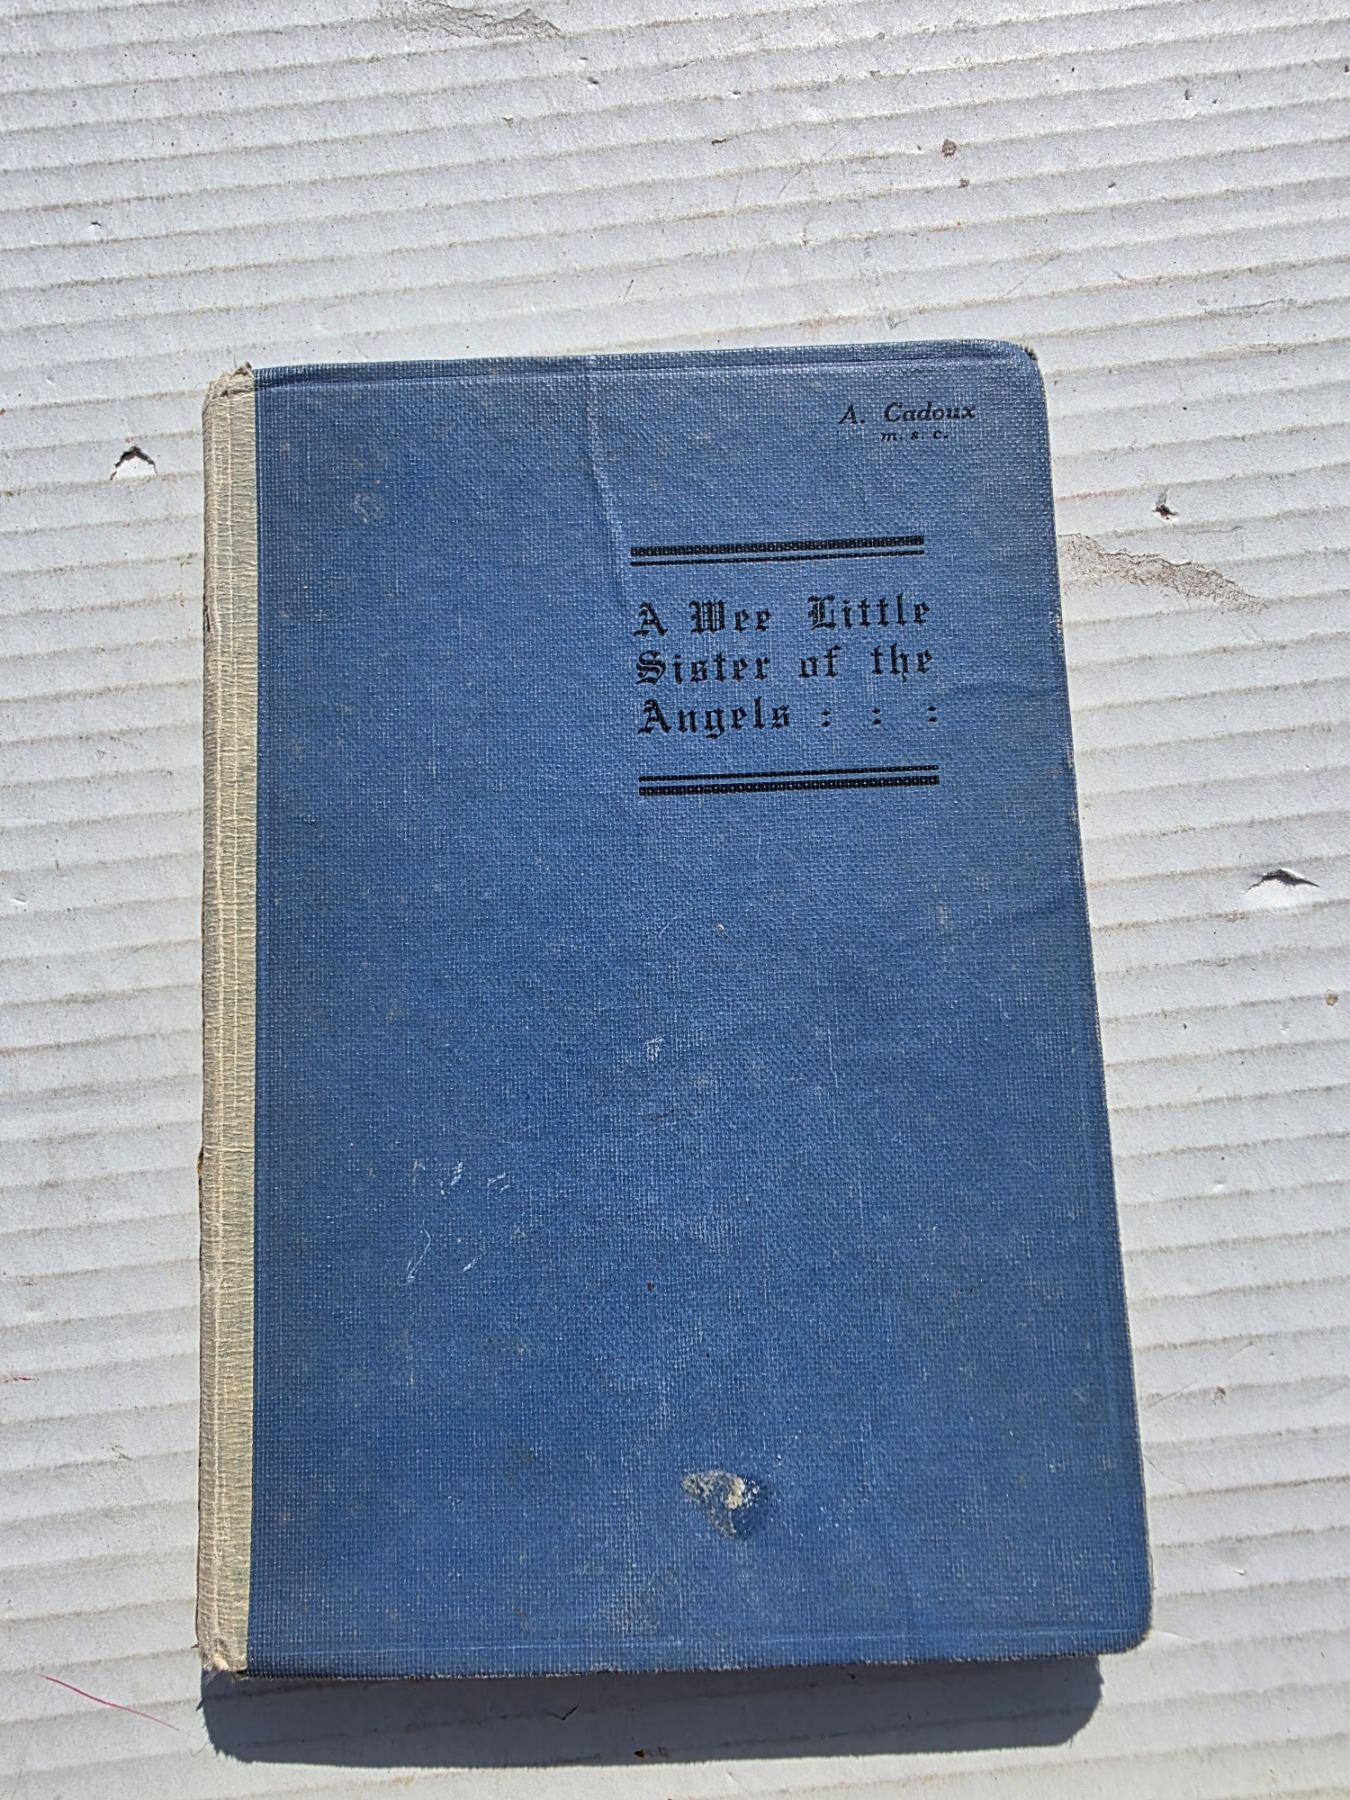 A. Cadoux
m. s. c.
A Wee Little
Sister of the
Angels : : :